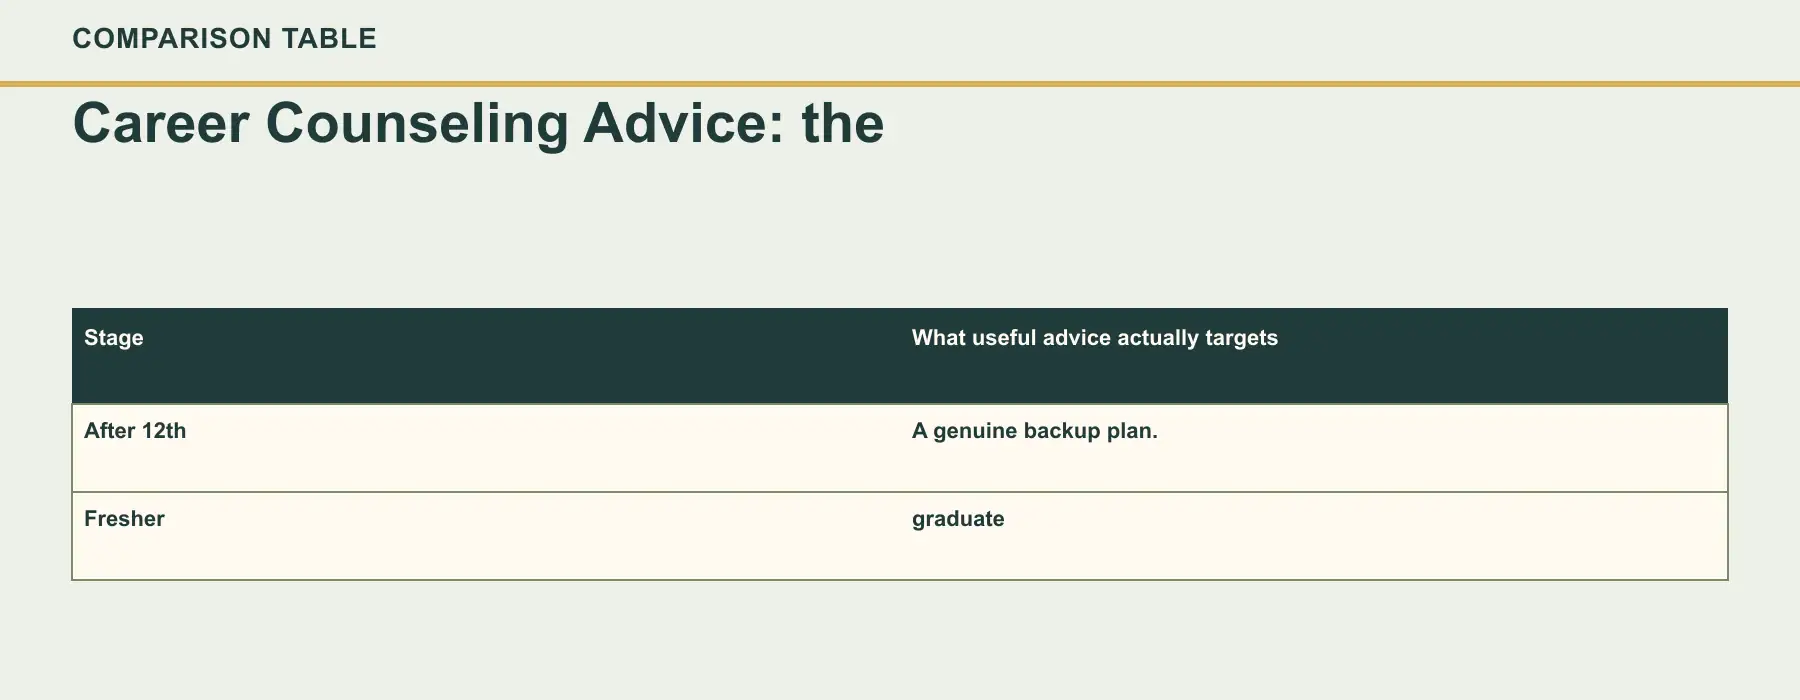 COMPARISON TABLE
Career Counseling Advice: the
Stage What useful advice actually targets
After 12th A genuine backup plan.
Fresher graduate